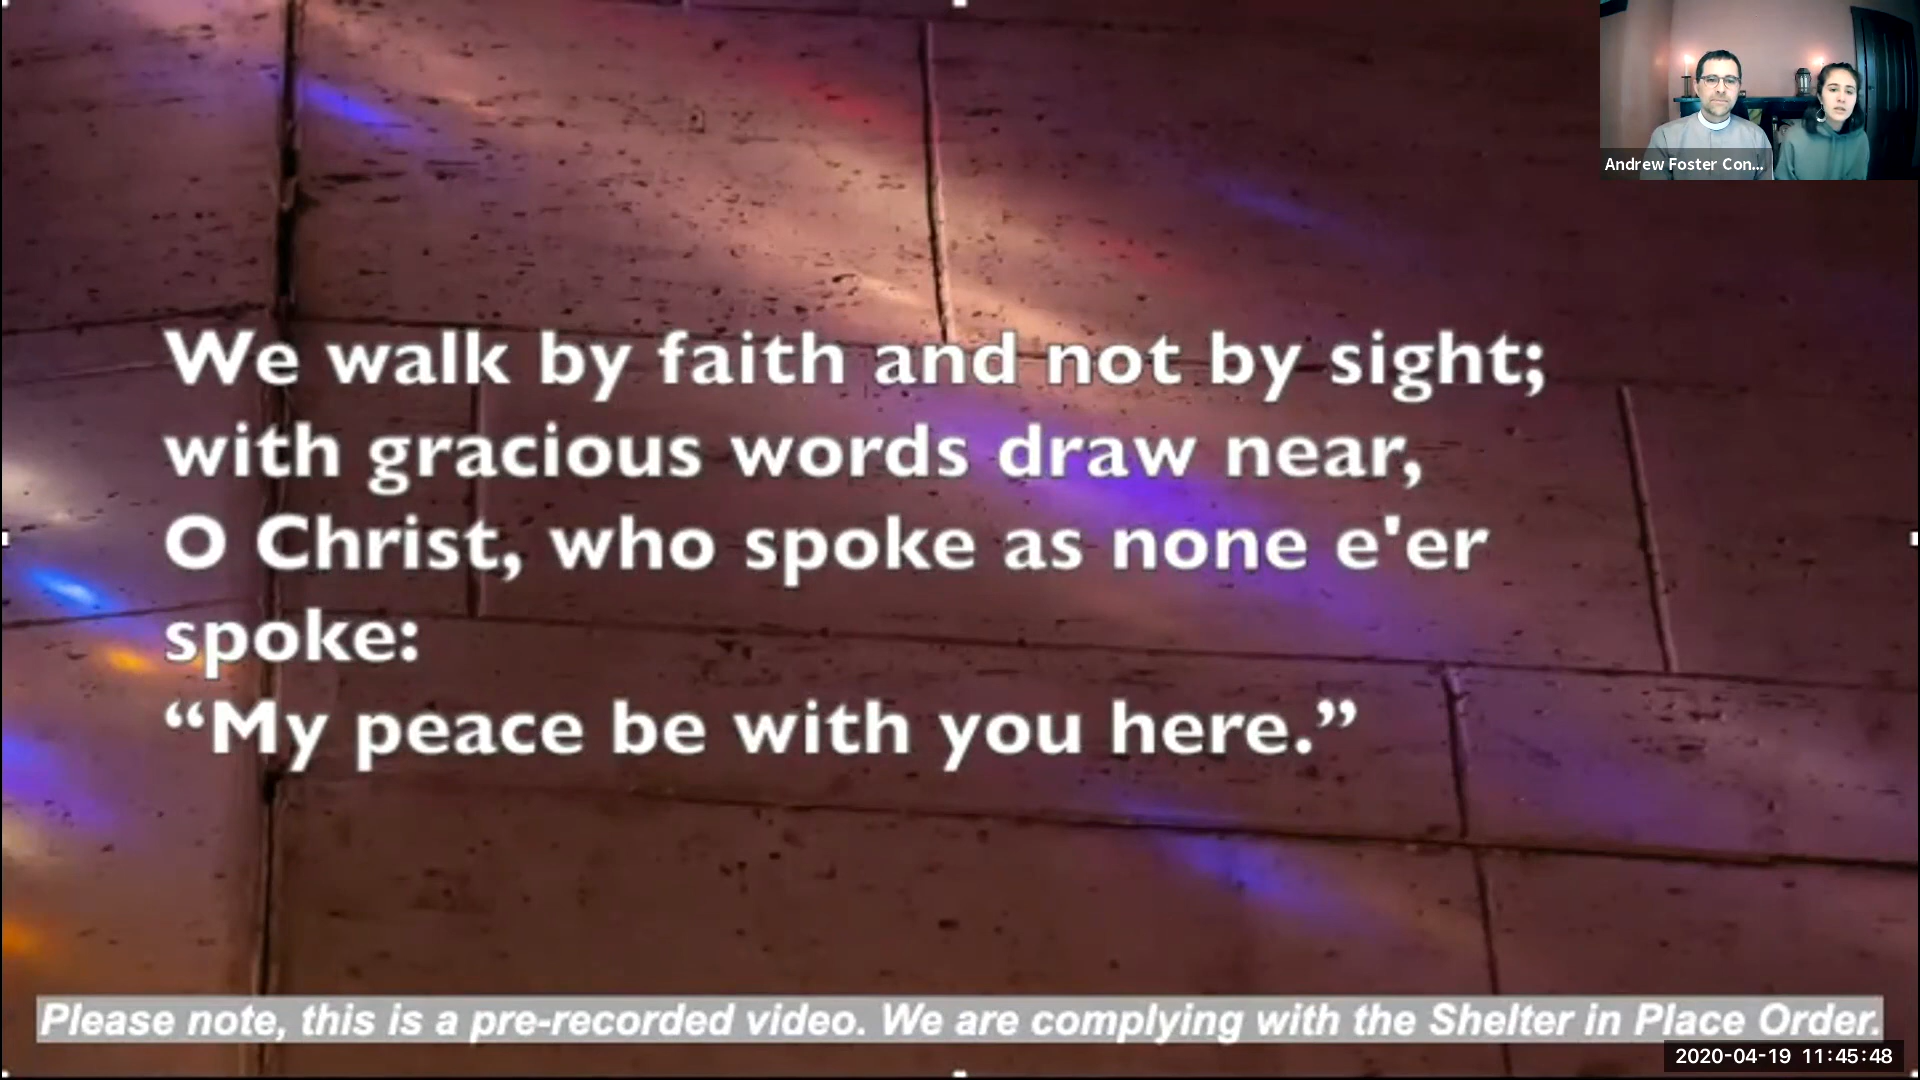 Andrew Foster Con...
We walk by faith and not by sight;
with gracious words draw near,
O Christ, who spoke as none e'er
spoke:
“My peace be with you here.”
Please note, this is a pre-recorded video. We are complying with the Shelter in Place Order.
2020-04-19 11:45:48